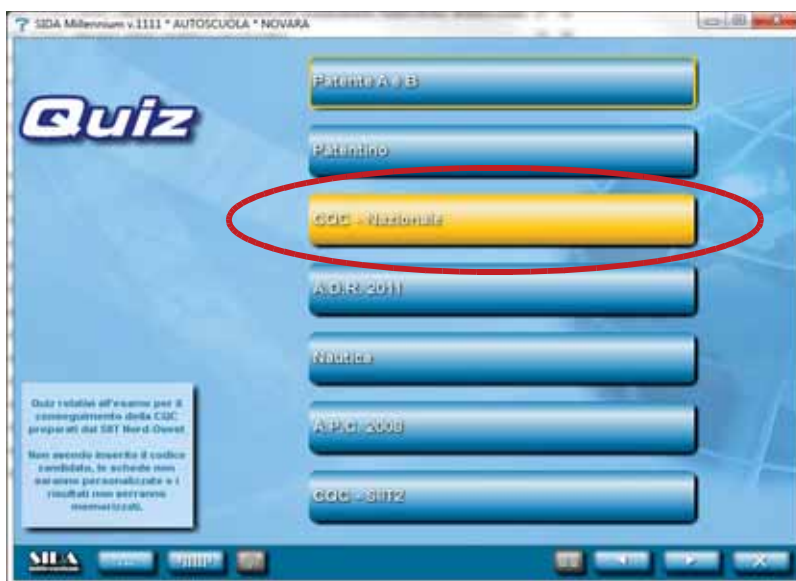 SIDA Millennium v.1111 * AUTOSCUOLA * NOVARA
Quiz
Patente A e B
Patentino
CQC - Nazionale
A.D.R. 2011
Nautica
A.P.C. 2008
CQC - SIIT2
Quiz relativi all'esame per il
conseguimento della CQC
preparati dal SIIT Nord Ovest
Non avendo inserito il codice
candidato, le schede non
saranno personalizzate e i
risultati non verranno
memorizzati.
SIDA